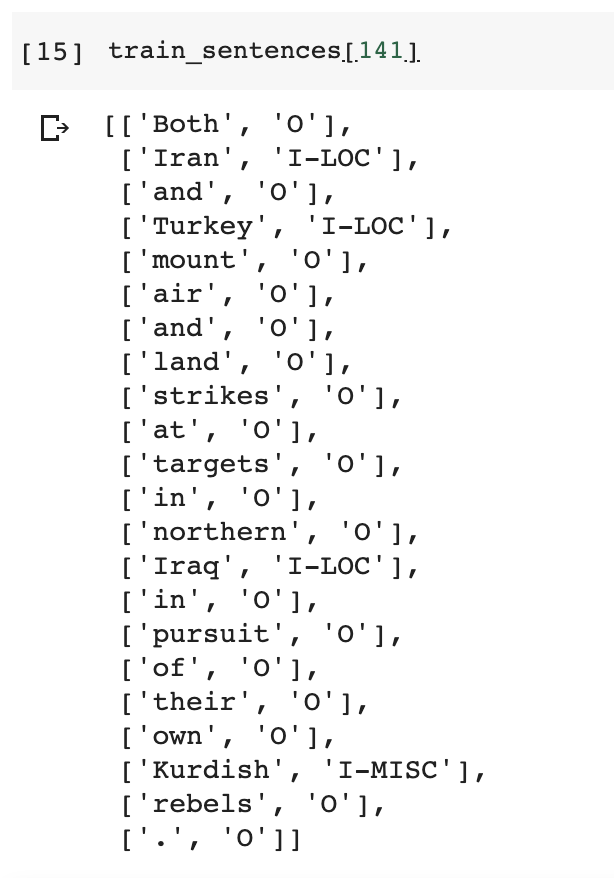 [15] train_sentences[141]
[['Both', 'O'],
['Iran', 'I-LOC'],
['and', 'O'],
['Turkey', 'I-LOC'],
['mount', 'O'],
['air', 'O'],
['and', 'O'],
['land', 'O'],
['strikes', 'O'],
['at', 'O'],
['targets', 'O'],
['in', 'O'],
['northern', 'O'],
['Iraq', 'I-LOC'],
['in', 'O'],
['pursuit', 'O'],
['of', 'O'],
['their', 'O'],
['own', 'O'],
['Kurdish', 'I-MISC'],
['rebels', 'O'],
['.', 'O']]